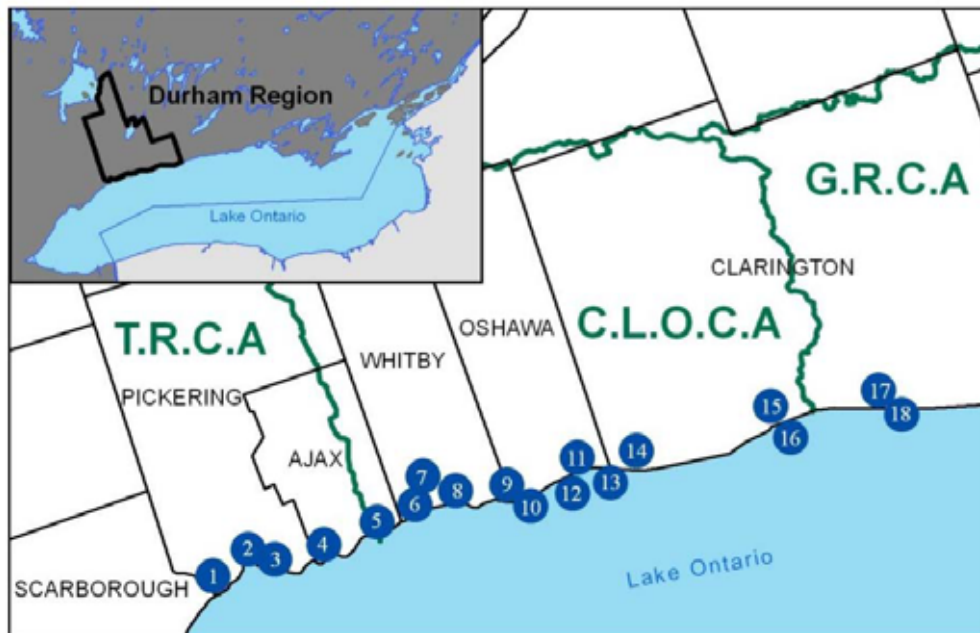 Durham Region
Lake Ontario
G.R.C.A
CLARINGTON
C.L.O.C.A
OSHAWA
WHITBY
T.R.C.A
PICKERING
AJAX
SCARBOROUGH
1
2
3
4
5
6
7
8
9
10
11
12
13
14
15
16
17
18
Lake Ontario